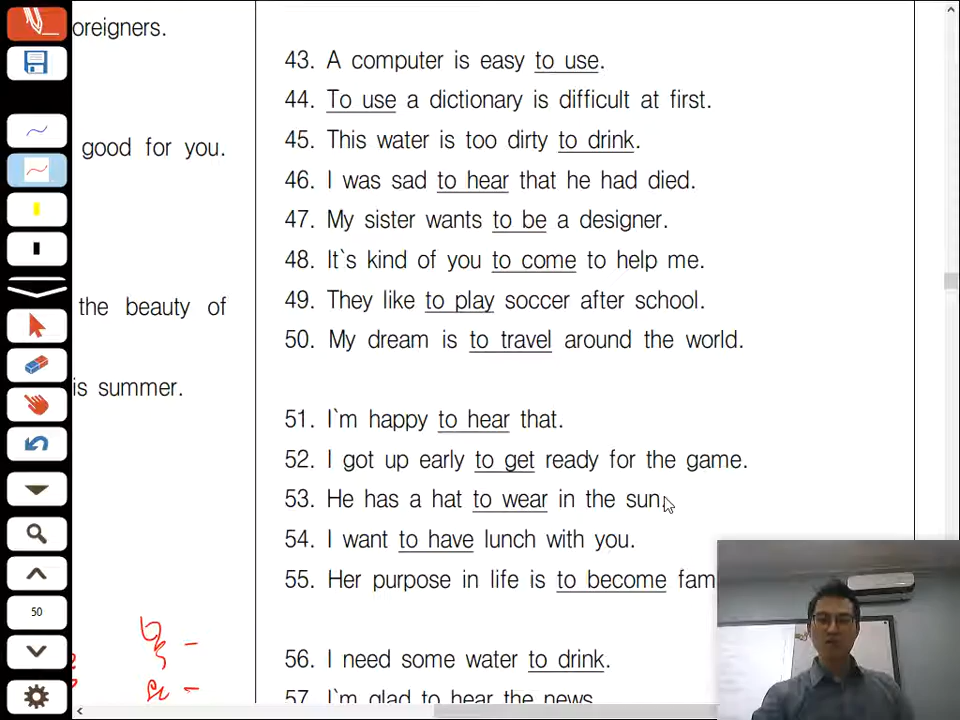 oreigners.
good for you.
the beauty of
is summer.
43. A computer is easy to use.
44. To use a dictionary is difficult at first.
45. This water is too dirty to drink.
46. I was sad to hear that he had died.
47. My sister wants to be a designer.
48. It`s kind of you to come to help me.
49. They like to play soccer after school.
50. My dream is to travel around the world.
51. I`m happy to hear that.
52. I got up early to get ready for the game.
53. He has a hat to wear in the sun.
54. I want to have lunch with you.
55. Her purpose in life is to become fam
56. I need some water to drink.
57. I`m glad to hear the news
50